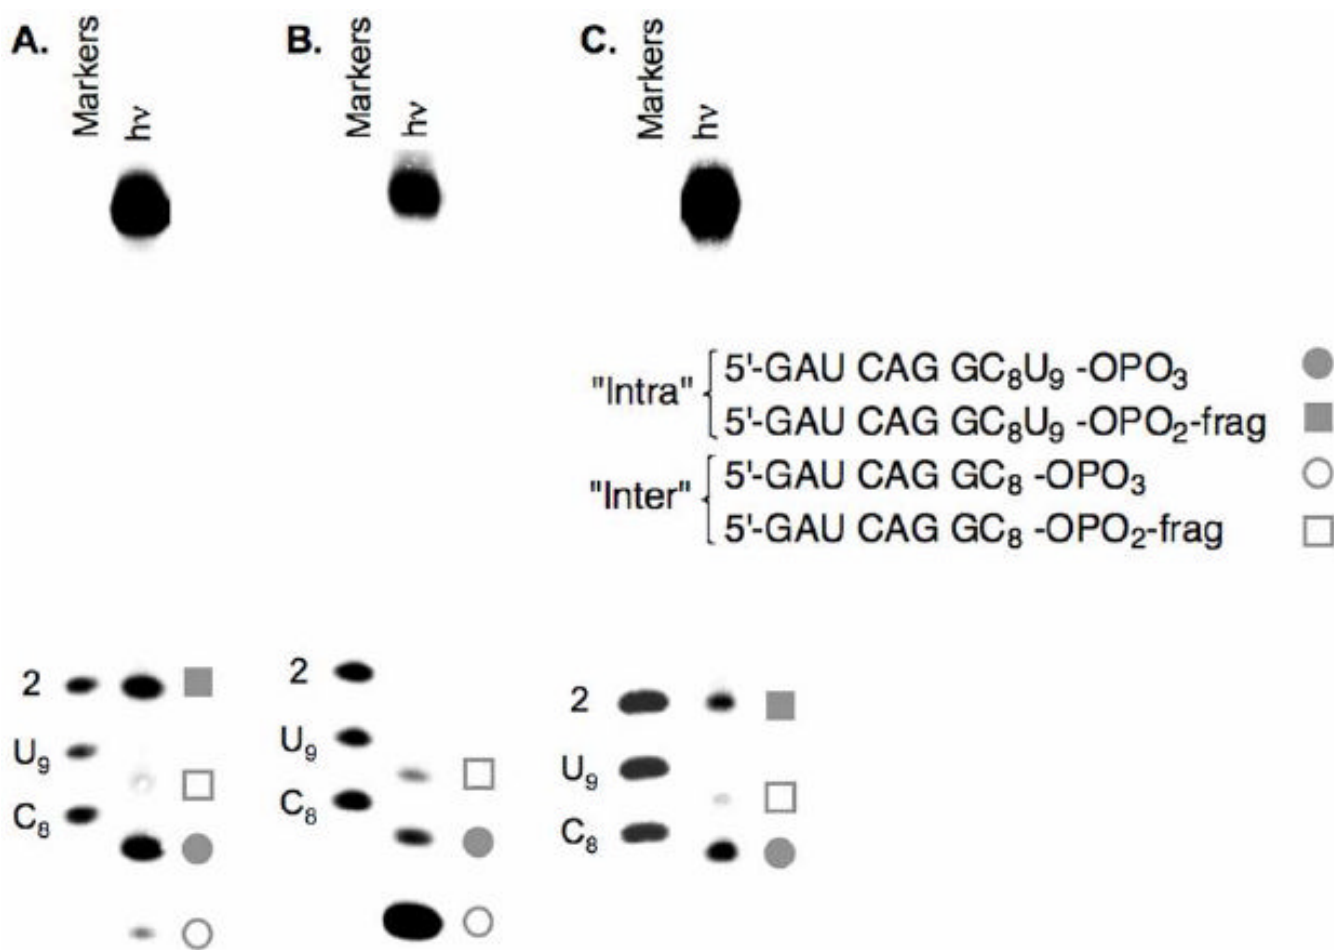 A.
Markers
hν
B.
Markers
hν
C.
Markers
hν
"Intra"
5'-GAU CAG GC₈U₉ -OPO₃
5'-GAU CAG GC₈U₉ -OPO₂-frag
"Inter"
5'-GAU CAG GC₈ -OPO₃
5'-GAU CAG GC₈ -OPO₂-frag
2
U₉
C₈
2
U₉
C₈
2
U₉
C₈